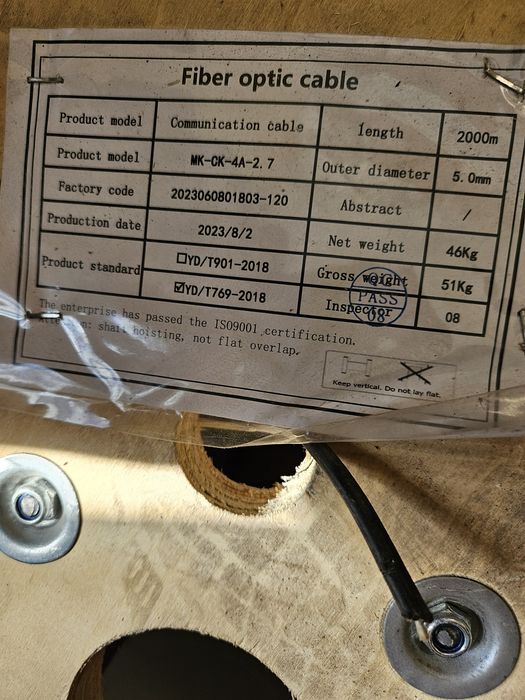 Fiber optic cable
Product model Communication cable length 2000m
Product model MK-CK-4A-2.7 Outer diameter 5.0mm
Factory code 2023060801803-120 Abstract /
Production date 2023/8/2 Net weight 46Kg
Product standard ☐YD/T901-2018 Gross weight 51Kg
☑YD/T769-2018 Inspector 08
QC
PASS
08
The enterprise has passed the ISO9001 certification.
shall hoisting, not flat overlap.
Keep vertical. Do not lay flat.